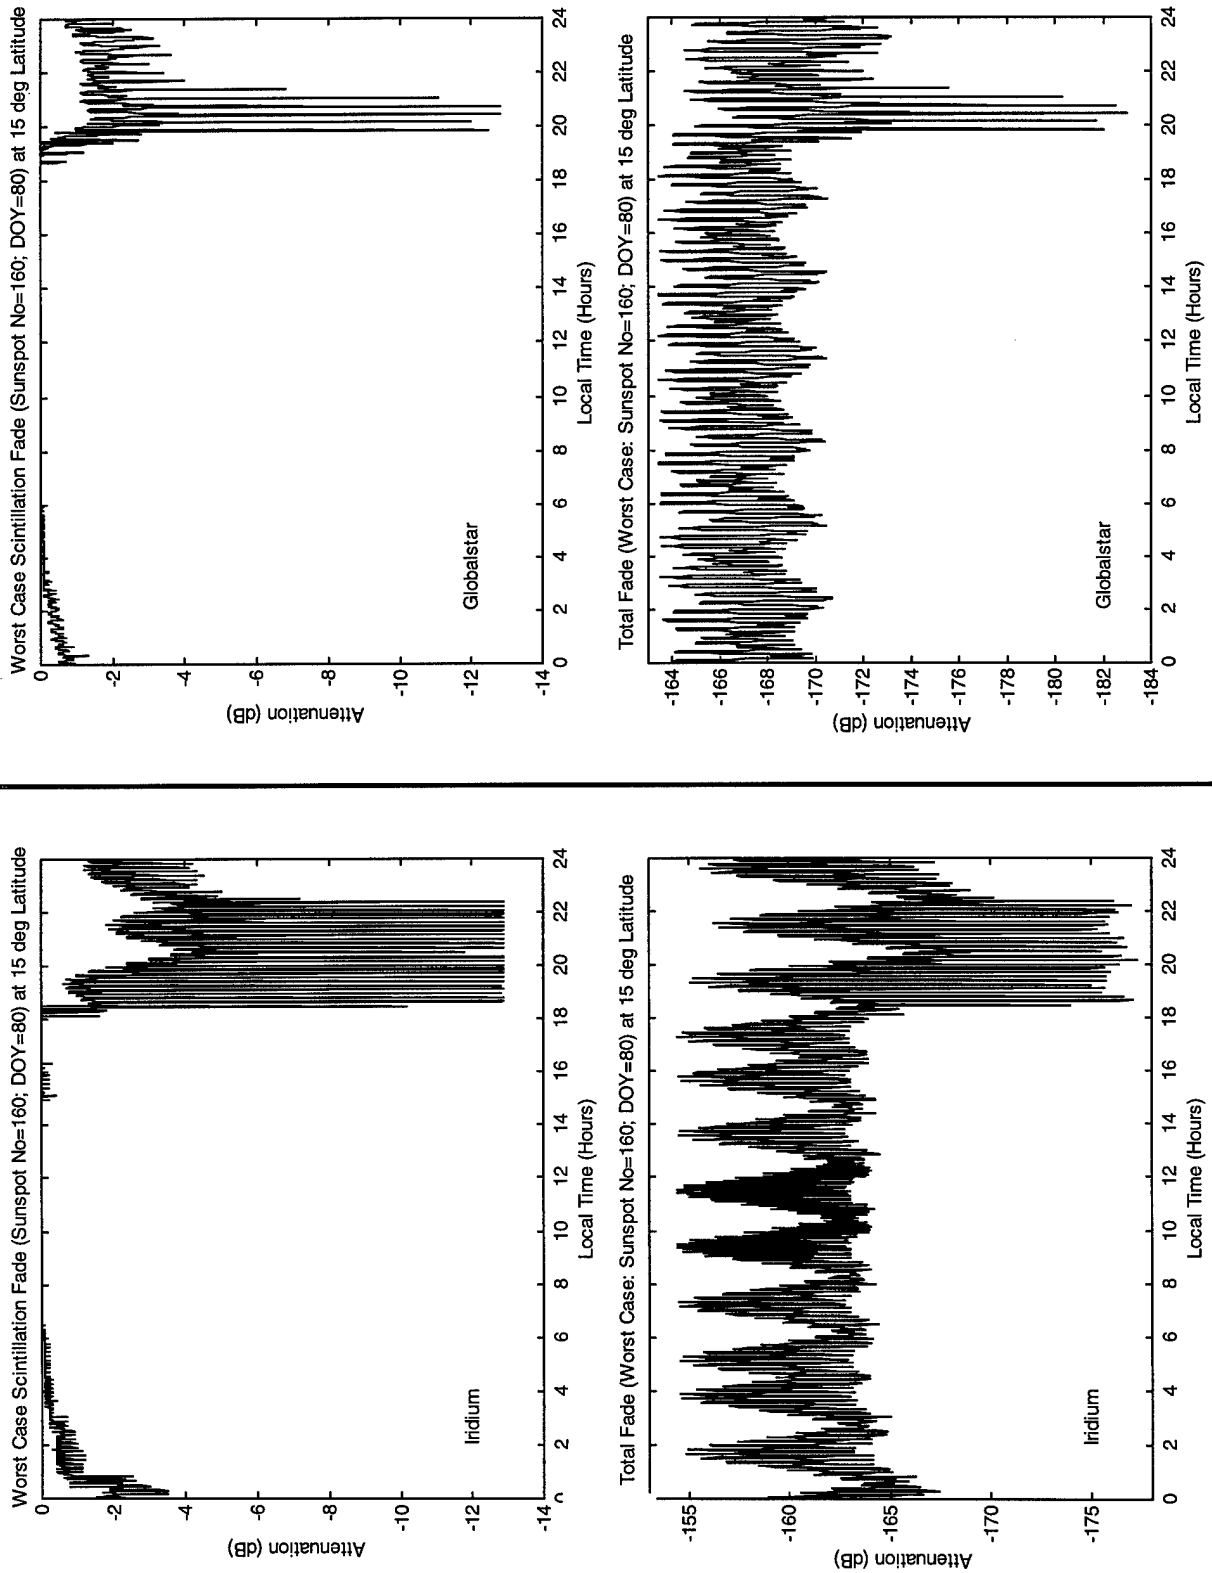 Worst Case Scintillation Fade (Sunspot No=160; DOY=80) at 15 deg Latitude
0
-2
-4
-6
-8
-10
-12
-14
Attenuation (dB)
Iridium
0 2 4 6 8 10 12 14 16 18 20 22 24
Local Time (Hours)
Worst Case Scintillation Fade (Sunspot No=160; DOY=80) at 15 deg Latitude
0
-2
-4
-6
-8
-10
-12
-14
Attenuation (dB)
Globalstar
0 2 4 6 8 10 12 14 16 18 20 22 24
Local Time (Hours)
Total Fade (Worst Case: Sunspot No=160; DOY=80) at 15 deg Latitude
-155
-160
-165
-170
-175
Attenuation (dB)
Iridium
0 2 4 6 8 10 12 14 16 18 20 22 24
Local Time (Hours)
Total Fade (Worst Case: Sunspot No=160; DOY=80) at 15 deg Latitude
-164
-166
-168
-170
-172
-174
-176
-178
-180
-182
-184
Attenuation (dB)
Globalstar
0 2 4 6 8 10 12 14 16 18 20 22 24
Local Time (Hours)